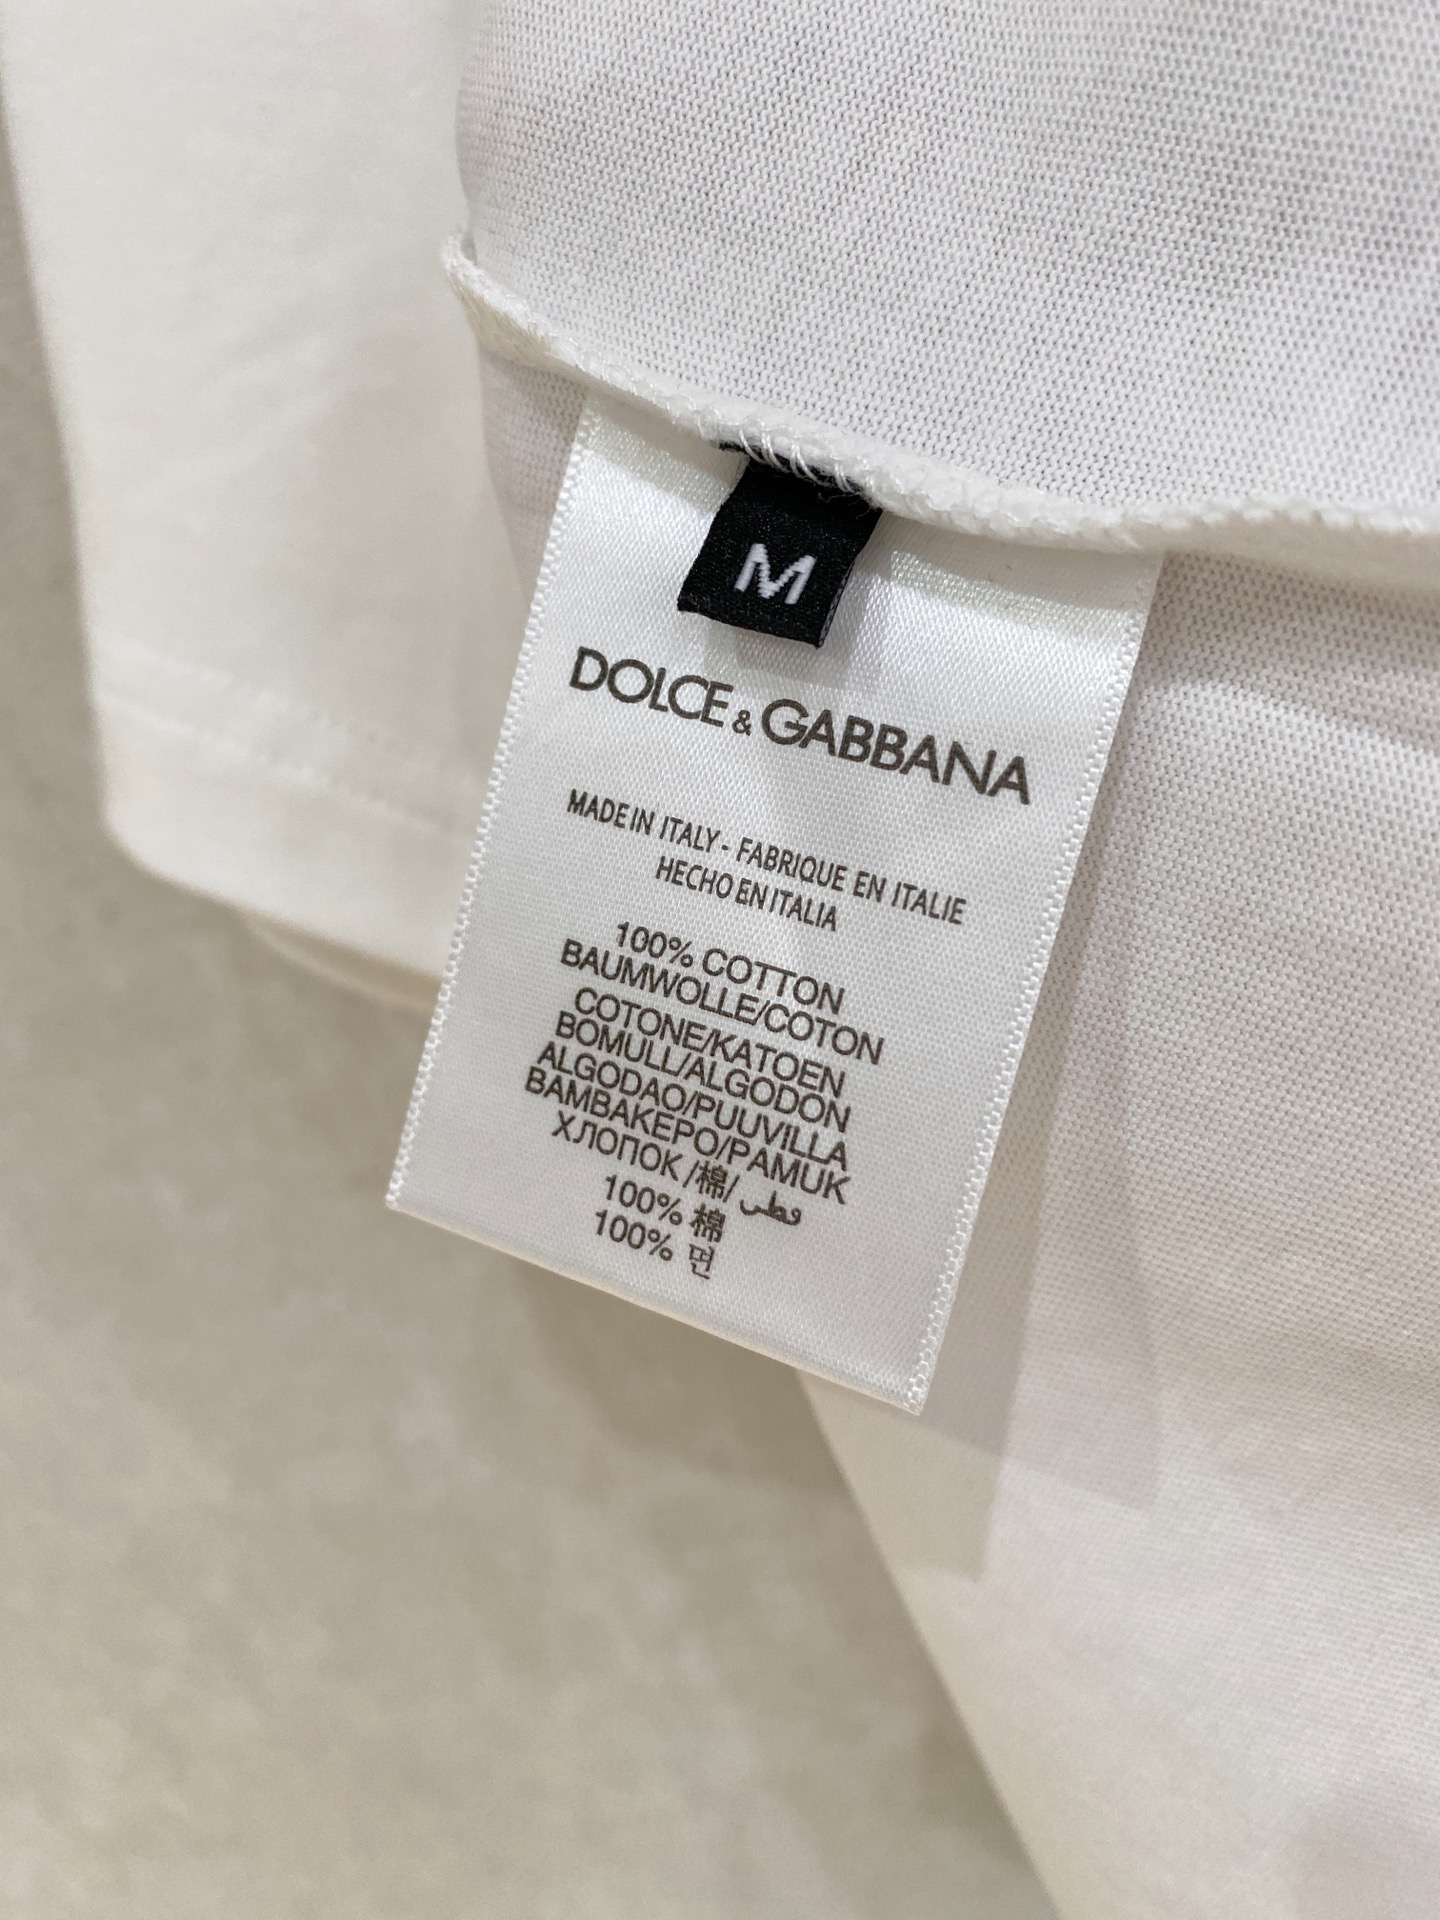 M
DOLCE & GABBANA
MADE IN ITALY - FABRIQUE EN ITALIE
HECHO EN ITALIA
100% COTTON
BAUMWOLLE/COTON
COTONE/KATOEN
BOMULL/ALGODON
ALGODAO/PUUVILLA
BAMBAKEPO/PAMUK
ХЛОПОК /棉/ قطن
100% 棉
100% 면